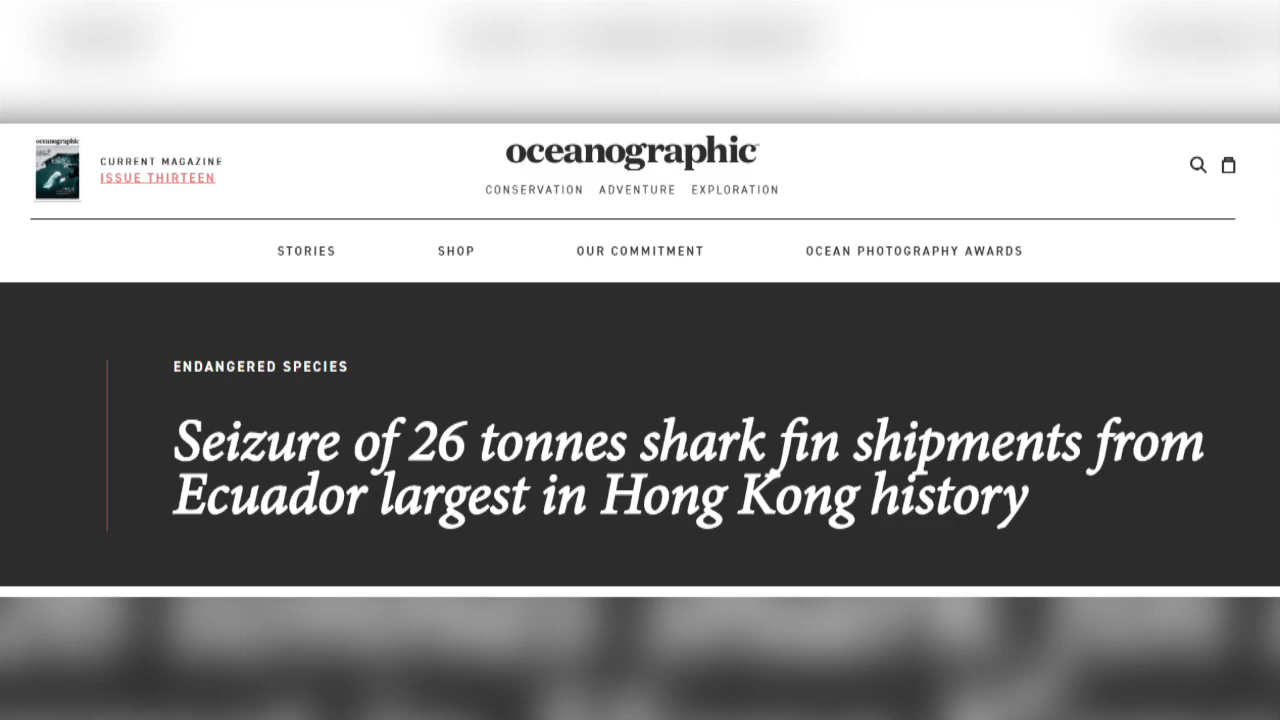 oceanographic
CURRENT MAGAZINE
ISSUE THIRTEEN
oceanographic
CONSERVATION ADVENTURE EXPLORATION
STORIES SHOP OUR COMMITMENT OCEAN PHOTOGRAPHY AWARDS
ENDANGERED SPECIES
Seizure of 26 tonnes shark fin shipments from
Ecuador largest in Hong Kong history